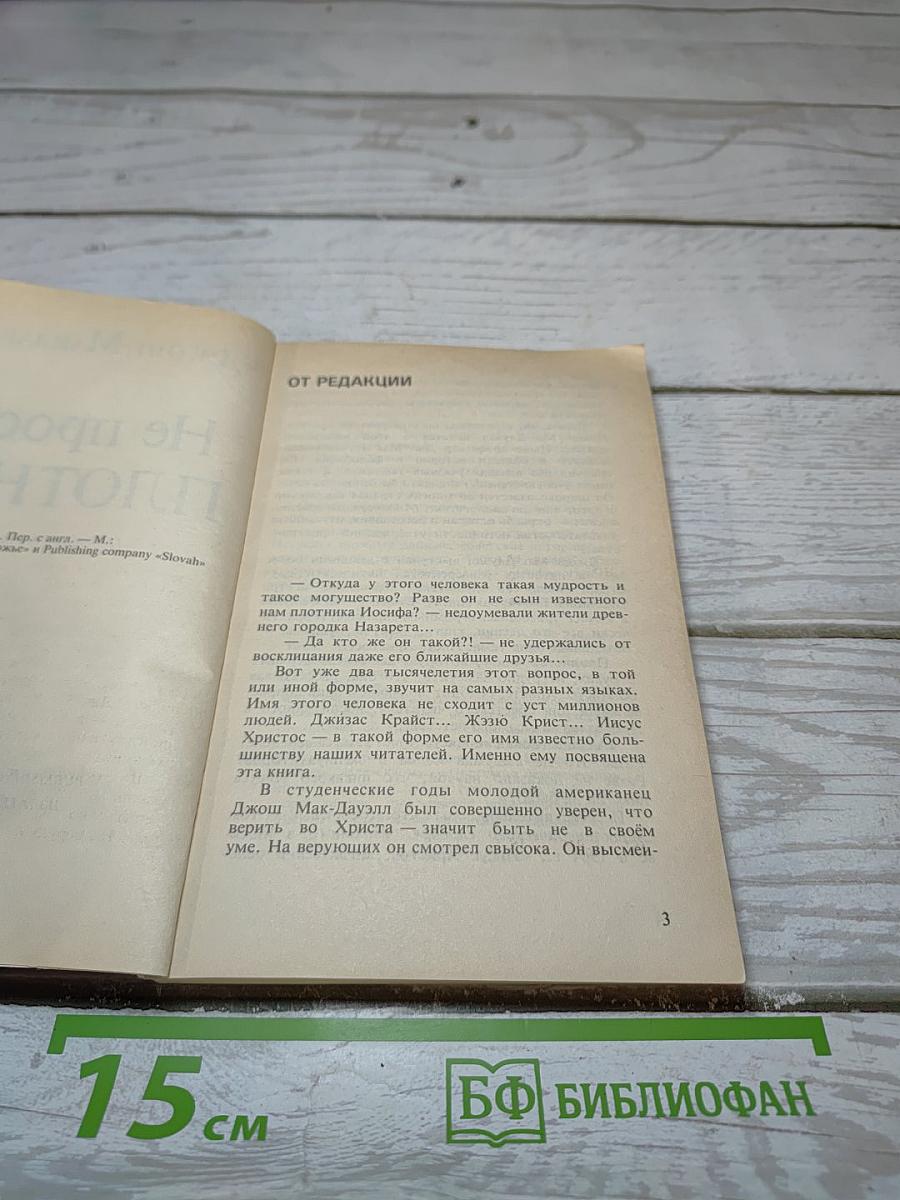 . Пер. с англ. — М.:
ожье» и Publishing company «Slovah»
ОТ РЕДАКЦИИ
— Откуда у этого человека такая мудрость и
такое могущество? Разве он не сын известного
нам плотника Иосифа? — недоумевали жители древ-
него городка Назарета...
— Да кто же он такой?! — не удержались от
восклицания даже его ближайшие друзья...
Вот уже два тысячелетия этот вопрос, в той
или иной форме, звучит на самых разных языках.
Имя этого человека не сходит с уст миллионов
людей. Джи́зас Крайст... Жэзю́ Крист... Иисус
Христос — в такой форме его имя известно боль-
шинству наших читателей. Именно ему посвящена
эта книга.
В студенческие годы молодой американец
Джош Мак-Дауэлл был совершенно уверен, что
верить во Христа — значит быть не в своём
уме. На верующих он смотрел свысока. Он высмеи-
3
15 см
БФ БИБЛИОФАН